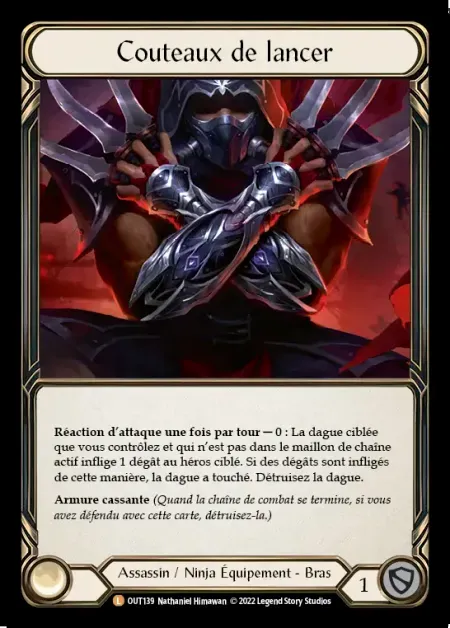 Couteaux de lancer
Réaction d'attaque une fois par tour — 0 : La dague ciblée
que vous contrôlez et qui n'est pas dans le maillon de chaîne
actif inflige 1 dégât au héros ciblé. Si des dégâts sont infligés
de cette manière, la dague a touché. Détruisez la dague.
Armure cassante (Quand la chaîne de combat se termine, si vous
avez défendu avec cette carte, détruisez-la.)
Assassin / Ninja Équipement - Bras
1
L OUT139 Nathaniel Himawan © 2022 Legend Story Studios